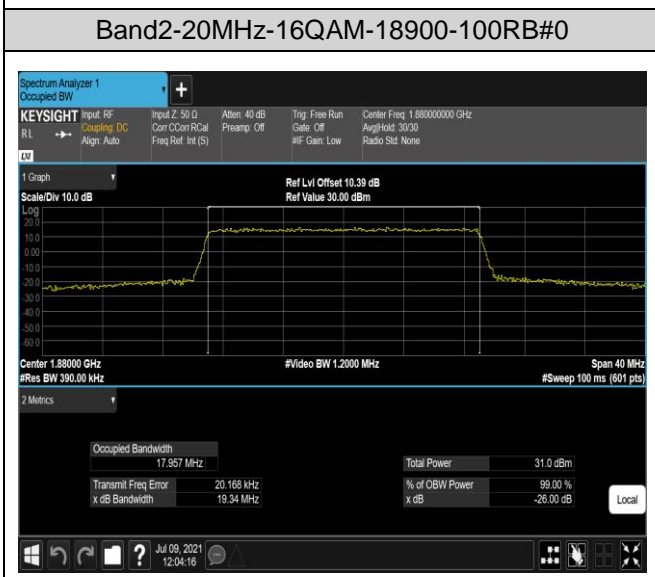 Band2-20MHz-16QAM-18900-100RB#0
Spectrum Analyzer 1
Occupied BW
+
KEYSIGHT Input: RF Input Z: 50 Ω Atten: 40 dB Trig: Free Run Center Freq: 1.880000000 GHz
RL Coupling: DC Corr CCorr RCal Preamp: Off Gate: Off Avg|Hold: 30/30
Align: Auto Freq Ref: Int (S) #IF Gain: Low Radio Std: None
LXI
1 Graph
Ref Lvl Offset 10.39 dB
Scale/Div 10.0 dB Ref Value 30.00 dBm
Log
20.0
10.0
0.00
-10.0
-20.0
-30.0
-40.0
-50.0
-60.0
Center 1.88000 GHz #Video BW 1.2000 MHz Span 40 MHz
#Res BW 390.00 kHz #Sweep 100 ms (601 pts)
2 Metrics
Occupied Bandwidth
17.957 MHz Total Power 31.0 dBm
Transmit Freq Error 20.168 kHz % of OBW Power 99.00 %
x dB Bandwidth 19.34 MHz x dB -26.00 dB
Local
? Jul 09, 2021
12:04:16